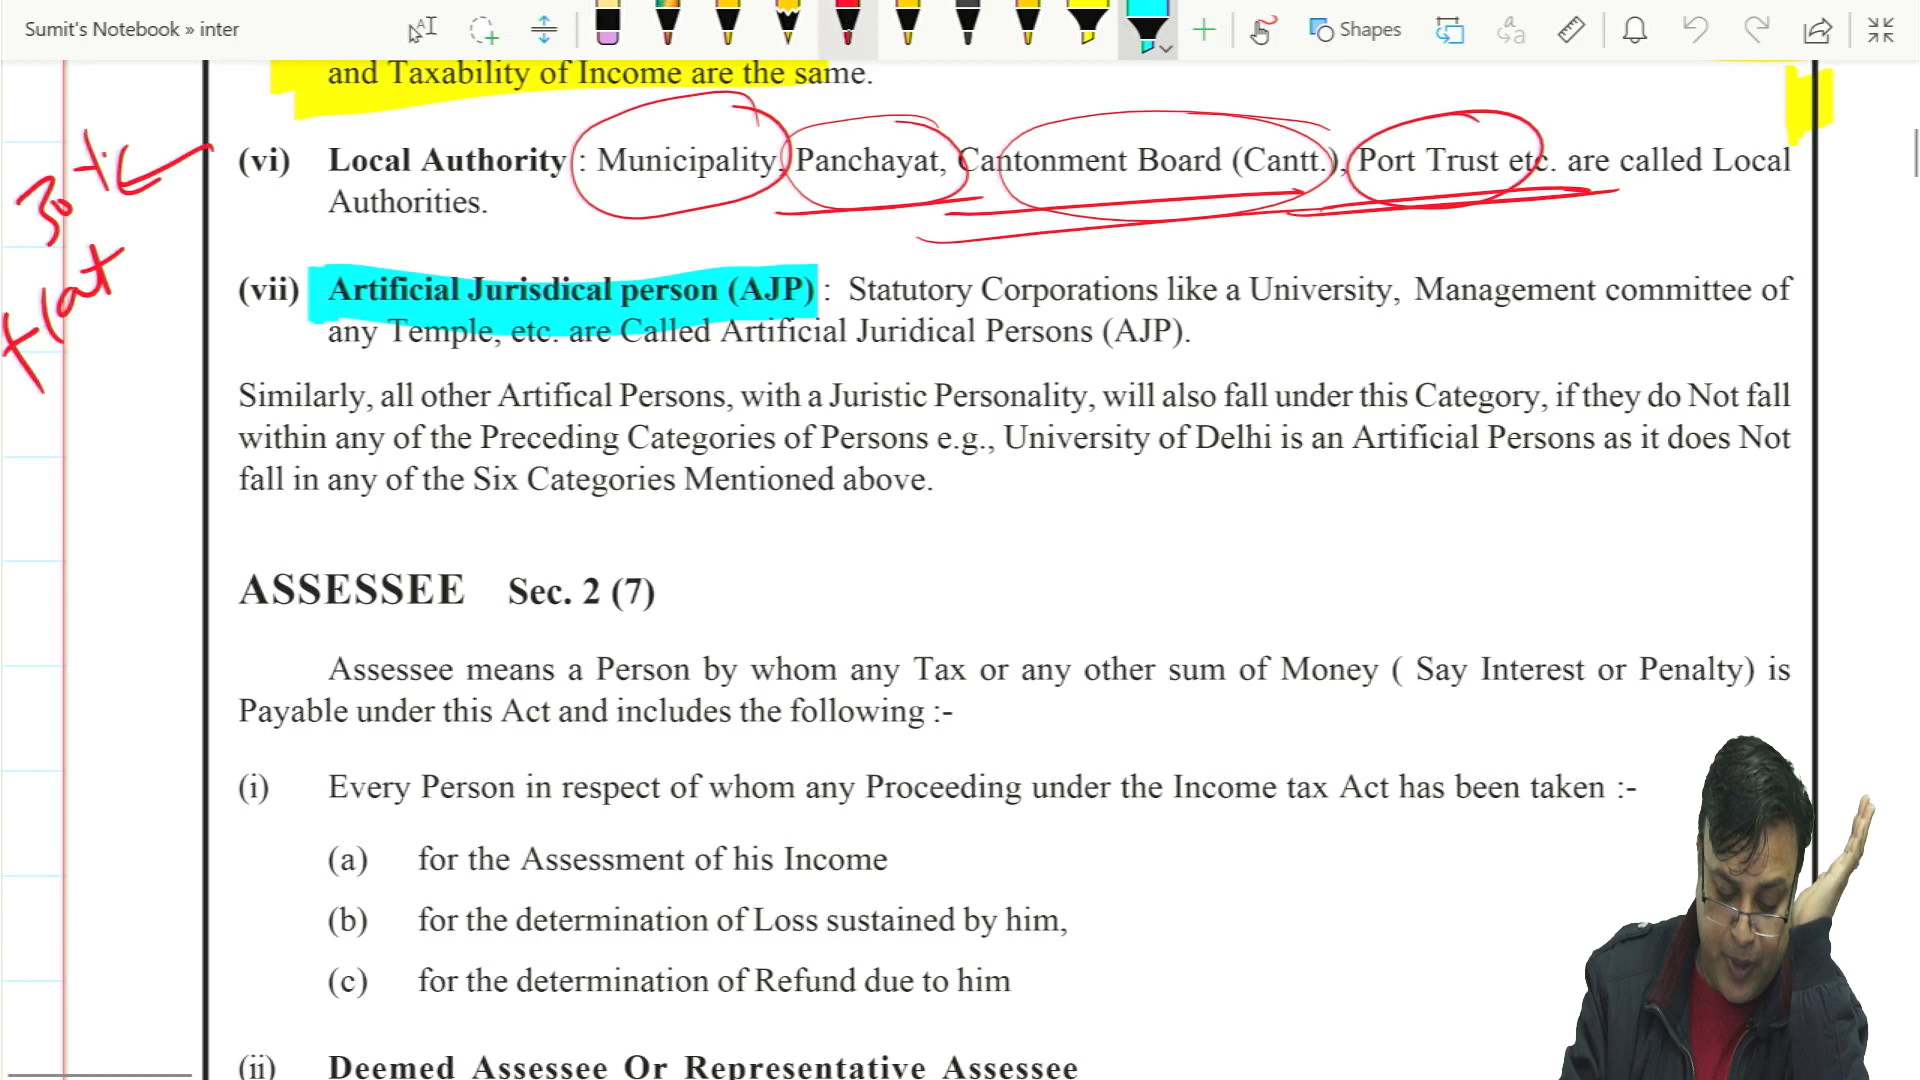 Sumit's Notebook » inter
Shapes
and Taxability of Income are the same.
(vi) Local Authority : Municipality, Panchayat, Cantonment Board (Cantt.), Port Trust etc. are called Local
Authorities.
30%
flat
(vii) Artificial Jurisdical person (AJP) : Statutory Corporations like a University, Management committee of
any Temple, etc. are Called Artificial Juridical Persons (AJP).
Similarly, all other Artifical Persons, with a Juristic Personality, will also fall under this Category, if they do Not fall
within any of the Preceding Categories of Persons e.g., University of Delhi is an Artificial Persons as it does Not
fall in any of the Six Categories Mentioned above.
ASSESSEE Sec. 2 (7)
Assessee means a Person by whom any Tax or any other sum of Money ( Say Interest or Penalty) is
Payable under this Act and includes the following :-
(i) Every Person in respect of whom any Proceeding under the Income tax Act has been taken :-
(a) for the Assessment of his Income
(b) for the determination of Loss sustained by him,
(c) for the determination of Refund due to him
(ii) Deemed Assessee Or Representative Assessee